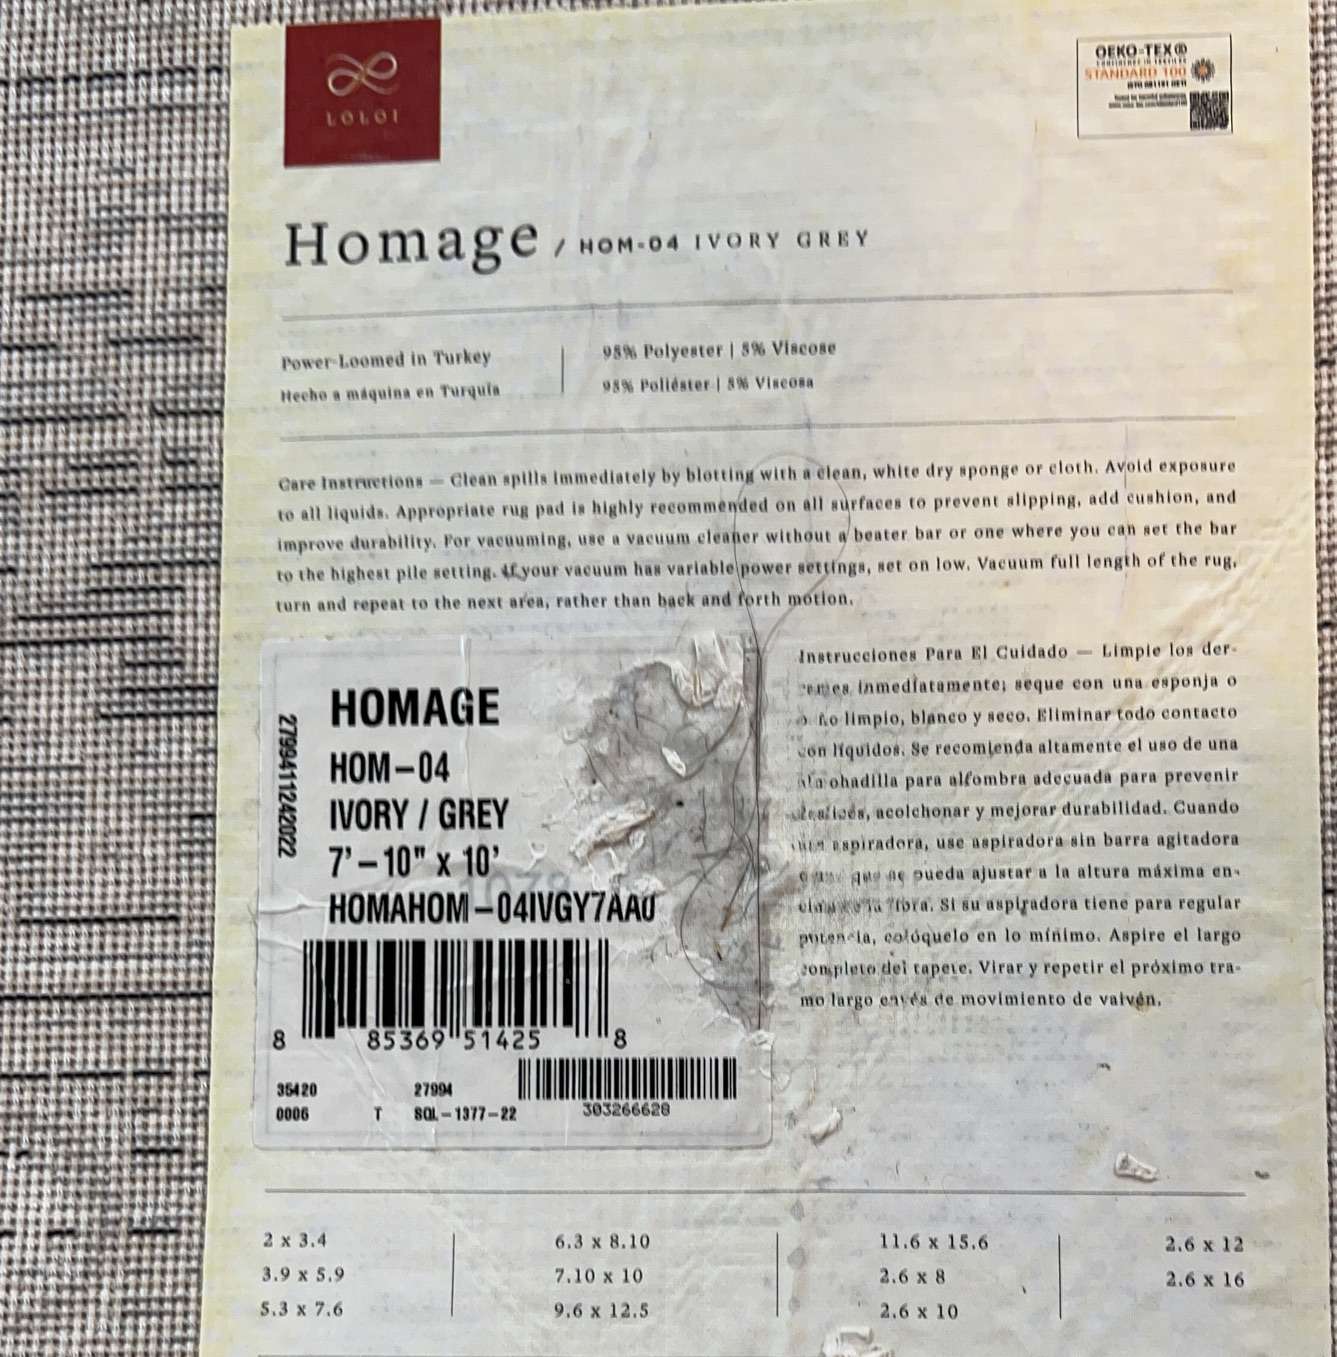 LOLOI
OEKO-TEX®
CONFIDENCE IN TEXTILES
STANDARD 100
Homage / HOM-04 IVORY GREY
Power-Loomed in Turkey
Hecho a máquina en Turquía
95% Polyester | 5% Viscose
95% Poliéster | 5% Viscosa
Care Instructions — Clean spills immediately by blotting with a clean, white dry sponge or cloth. Avoid exposure
to all liquids. Appropriate rug pad is highly recommended on all surfaces to prevent slipping, add cushion, and
improve durability. For vacuuming, use a vacuum cleaner without a beater bar or one where you can set the bar
to the highest pile setting. If your vacuum has variable power settings, set on low. Vacuum full length of the rug,
turn and repeat to the next area, rather than back and forth motion.
2799411242022
HOMAGE
HOM-04
IVORY / GREY
7'-10" x 10'
HOMAHOM-04IVGY7AA0
8 85369 51425 8
35420 27994
0006 T SQL-1377-22
303266628
Instrucciones Para El Cuidado — Limpie los der-
inmediatamente; seque con una esponja o
limpio, blanco y seco. Eliminar todo contacto
con líquidos. Se recomienda altamente el uso de una
para alfombra adecuada para prevenir
acolchonar y mejorar durabilidad. Cuando
aspiradora, use aspiradora sin barra agitadora
que se pueda ajustar a la altura máxima en-
Si su aspiradora tiene para regular
potencia, colóquelo en lo mínimo. Aspire el largo
completo del tapete. Virar y repetir el próximo tra-
mo largo de movimiento de vaivén.
2 x 3.4
3.9 x 5.9
5.3 x 7.6
6.3 x 8.10
7.10 x 10
9.6 x 12.5
11.6 x 15.6
2.6 x 8
2.6 x 10
2.6 x 12
2.6 x 16